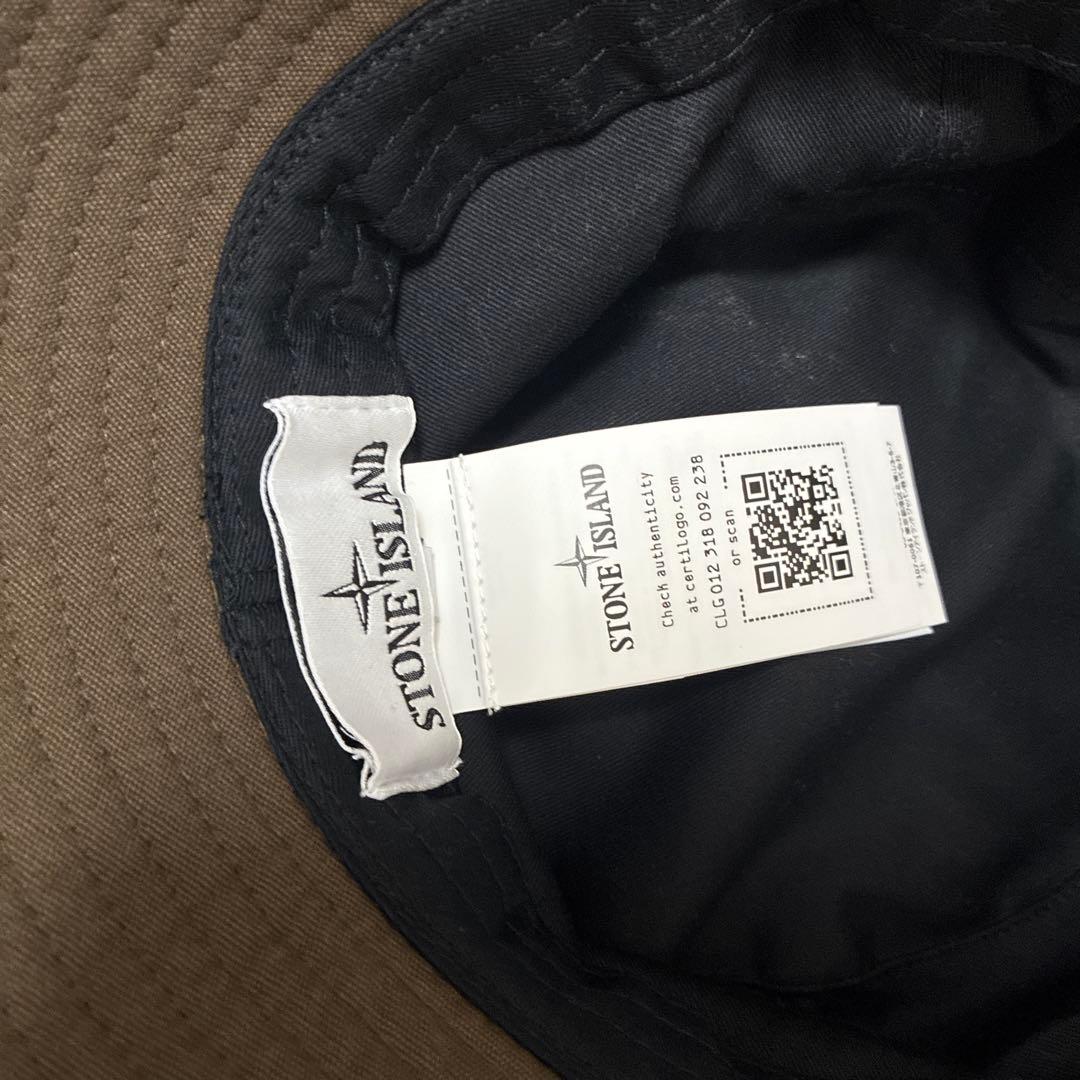 STONE ISLAND
STONE ISLAND
Check authenticity
at certilogo.com
CLG 012 318 092 238
or scan